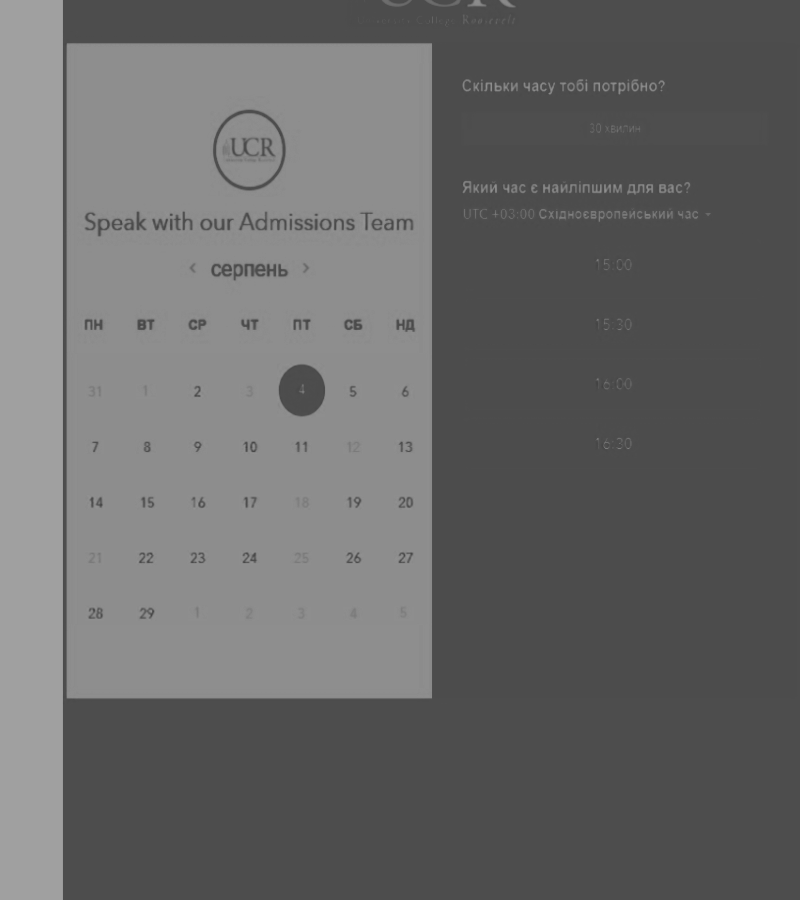 UCR
University College Roosevelt
UCR
Speak with our Admissions Team
< серпень >
ПН ВТ СР ЧТ ПТ СБ НД
31 1 2 3 4 5 6
7 8 9 10 11 12 13
14 15 16 17 18 19 20
21 22 23 24 25 26 27
28 29 1 2 3 4 5
Скільки часу тобі потрібно?
30 хвилин
Який час є найліпшим для вас?
UTC +03:00 Східноєвропейський час
15:00
15:30
16:00
16:30